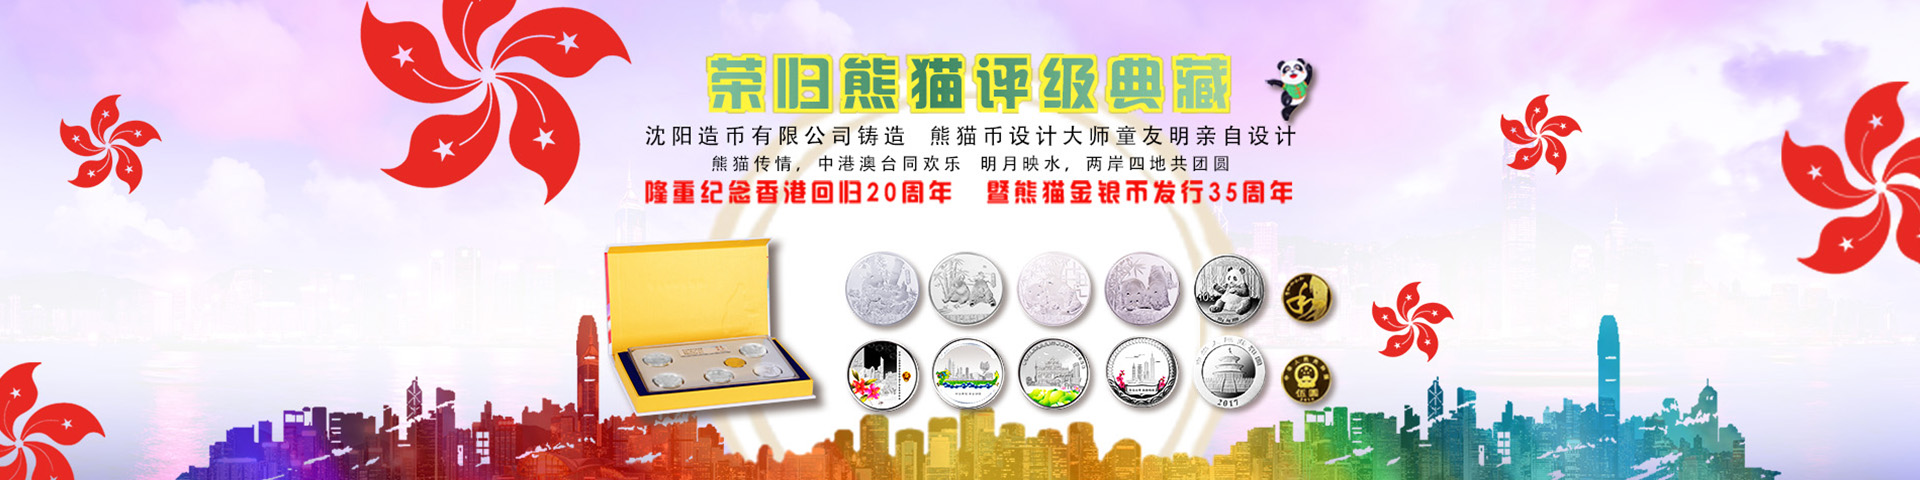 荣归熊猫评级典藏
沈阳造币有限公司铸造 熊猫币设计大师童友明亲自设计
熊猫传情，中港澳台同欢乐 明月映水，两岸四地共团圆
隆重纪念香港回归20周年 暨熊猫金银币发行35周年
和
2017
伍圆